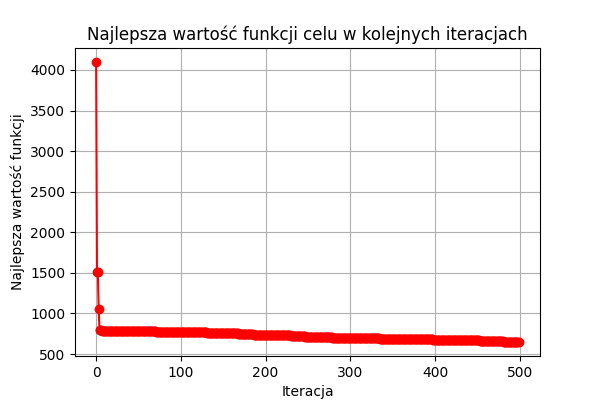 Najlepsza wartość funkcji celu w kolejnych iteracjach
Najlepsza wartość funkcji
4000
3500
3000
2500
2000
1500
1000
500
0 100 200 300 400 500
Iteracja